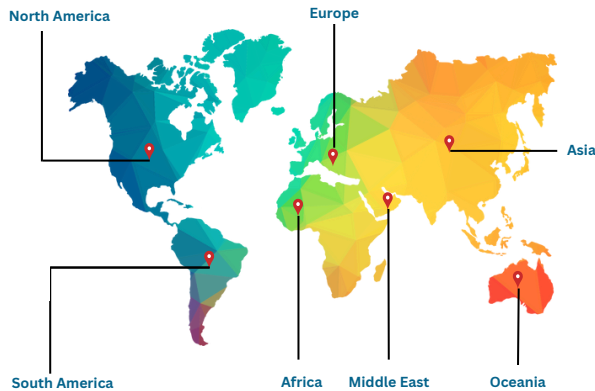 Europe
North America
Asia
South America
Africa
Middle East
Oceania